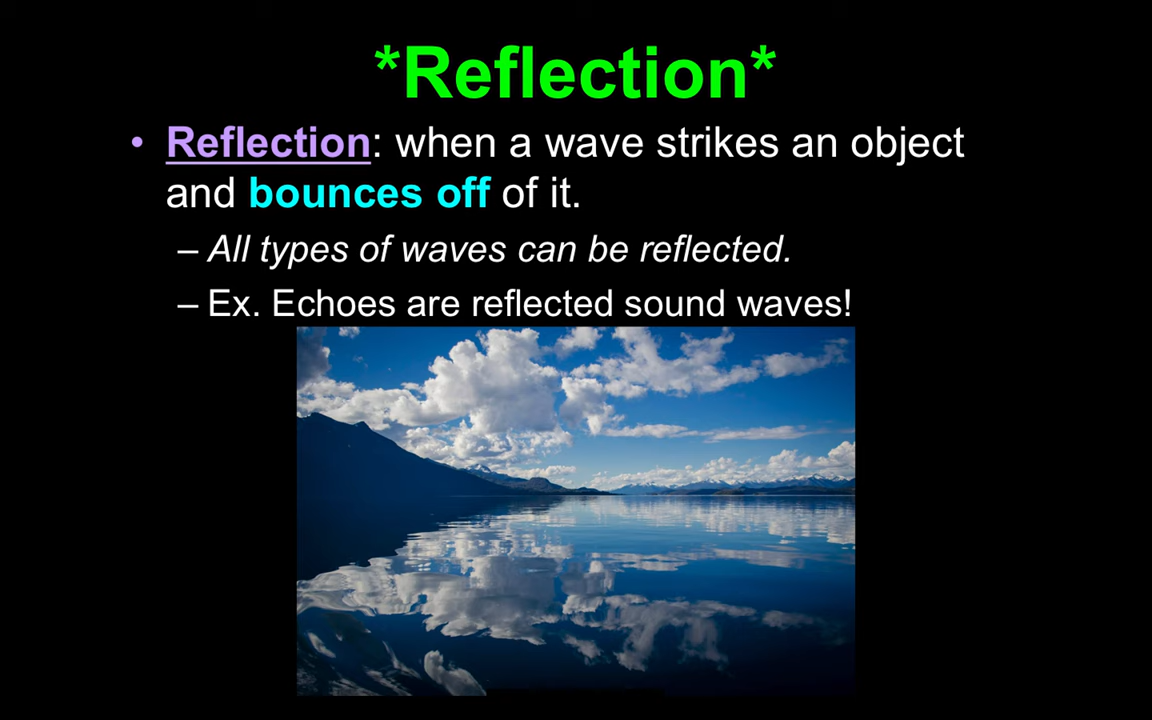 *Reflection*
• Reflection: when a wave strikes an object
and bounces off of it.
– All types of waves can be reflected.
– Ex. Echoes are reflected sound waves!